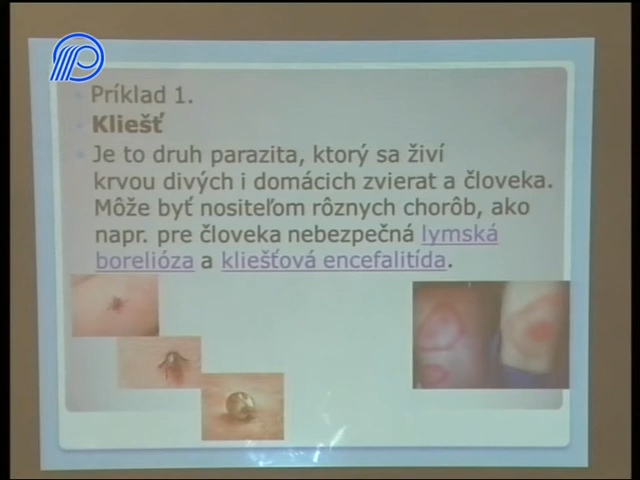 Príklad 1.
Kliešť
Je to druh parazita, ktorý sa živí
krvou divých i domácich zvierat a človeka.
Môže byť nositeľom rôznych chorôb, ako
napr. pre človeka nebezpečná lymská
borelióza a kliešťová encefalitída.